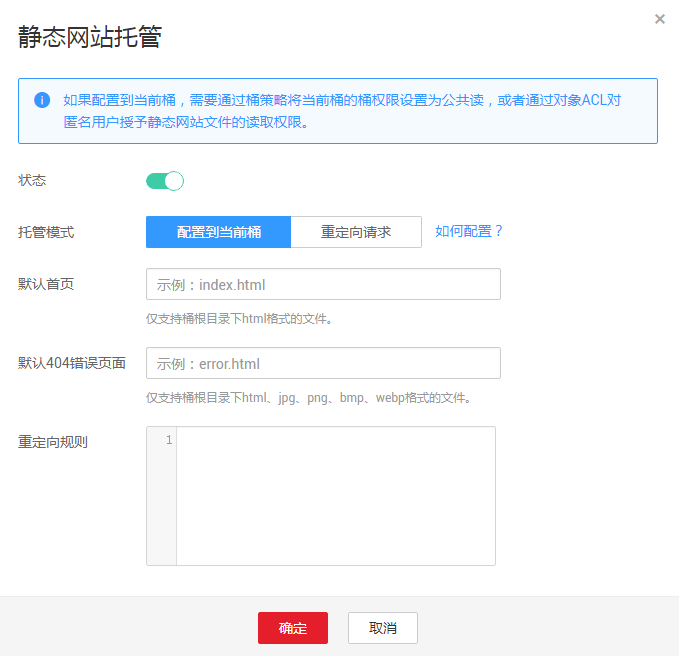 静态网站托管
如果配置到当前桶，需要通过桶策略将当前桶的桶权限设置为公共读，或者通过对象ACL对
匿名用户授予静态网站文件的读取权限。
状态
托管模式 配置到当前桶 重定向请求 如何配置？
默认首页 示例：index.html
仅支持桶根目录下html格式的文件。
默认404错误页面 示例：error.html
仅支持桶根目录下html、jpg、png、bmp、webp格式的文件。
重定向规则 1
确定 取消